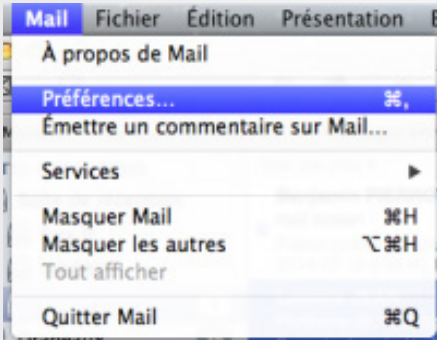 Mail Fichier Édition Présentation
À propos de Mail
Préférences... ⌘,
Émettre un commentaire sur Mail...
Services ▶
Masquer Mail ⌘H
Masquer les autres ⌥⌘H
Tout afficher
Quitter Mail ⌘Q